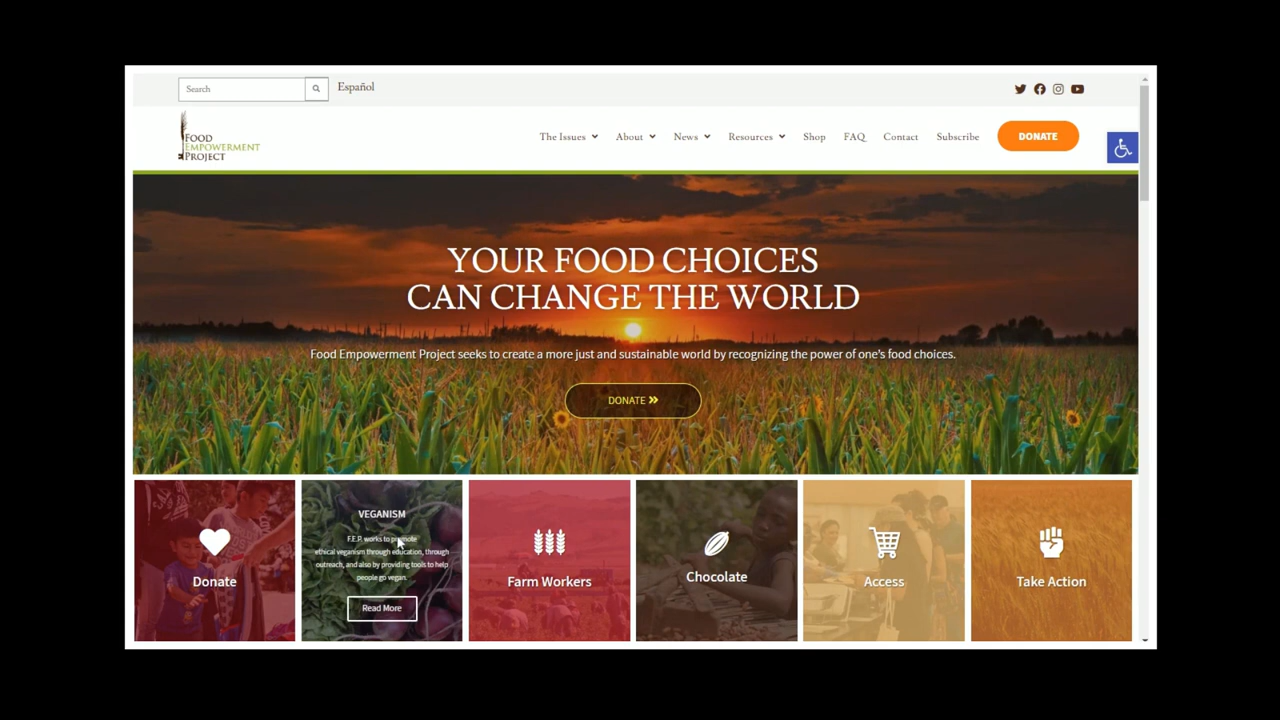 Search
Español
FOOD
EMPOWERMENT
PROJECT
The Issues
About
News
Resources
Shop
FAQ
Contact
Subscribe
DONATE
YOUR FOOD CHOICES
CAN CHANGE THE WORLD
Food Empowerment Project seeks to create a more just and sustainable world by recognizing the power of one's food choices.
DONATE
Donate
VEGANISM
F.E.P. works to promote
ethical veganism through education, through
outreach, and also by providing tools to help
people go vegan.
Read More
Farm Workers
Chocolate
Access
Take Action